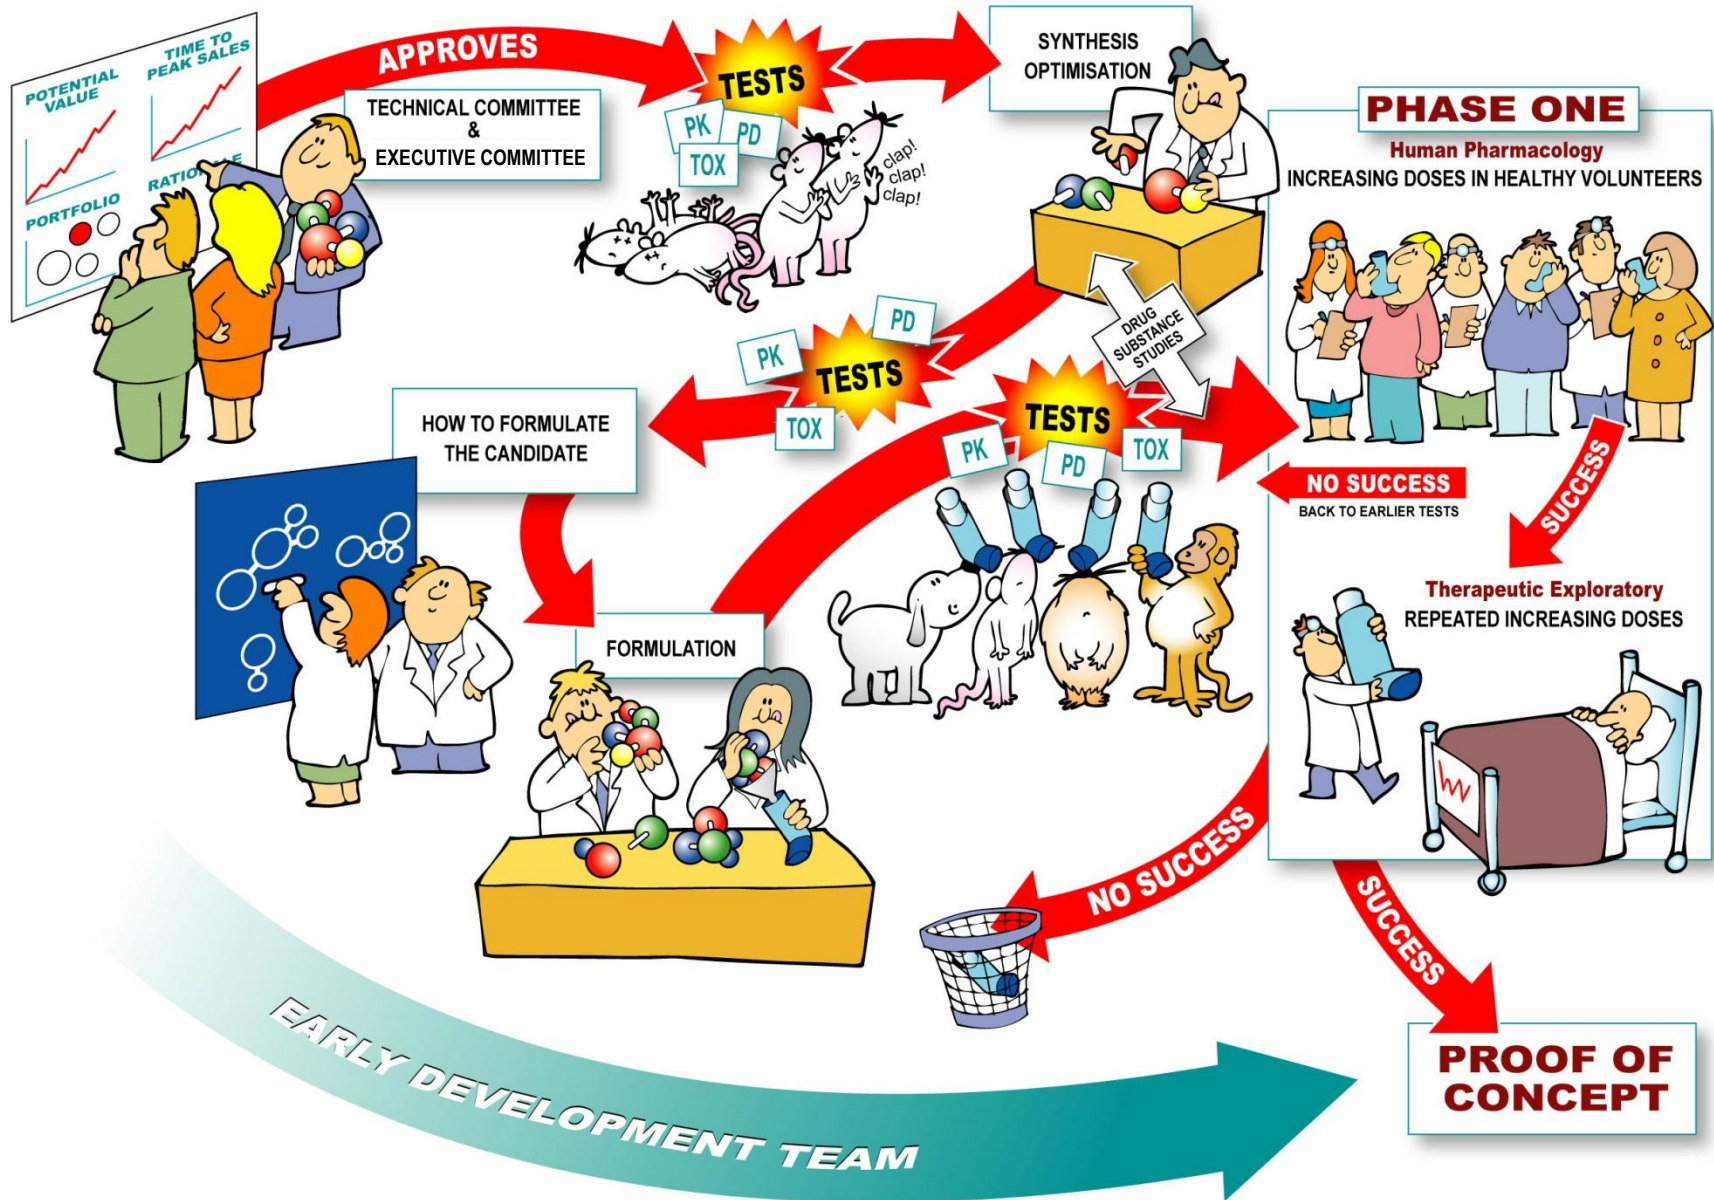 POTENTIAL
VALUE
TIME TO
PEAK SALES
PORTFOLIO
APPROVES
TECHNICAL COMMITTEE
&
EXECUTIVE COMMITTEE
TESTS
PK
PD
TOX
clap!
clap!
clap!
SYNTHESIS
OPTIMISATION
DRUG
SUBSTANCE
STUDIES
PK
PD
TESTS
TOX
HOW TO FORMULATE
THE CANDIDATE
FORMULATION
TESTS
PK
PD
TOX
PHASE ONE
Human Pharmacology
INCREASING DOSES IN HEALTHY VOLUNTEERS
NO SUCCESS
BACK TO EARLIER TESTS
SUCCESS
Therapeutic Exploratory
REPEATED INCREASING DOSES
NO SUCCESS
SUCCESS
PROOF OF
CONCEPT
EARLY DEVELOPMENT TEAM